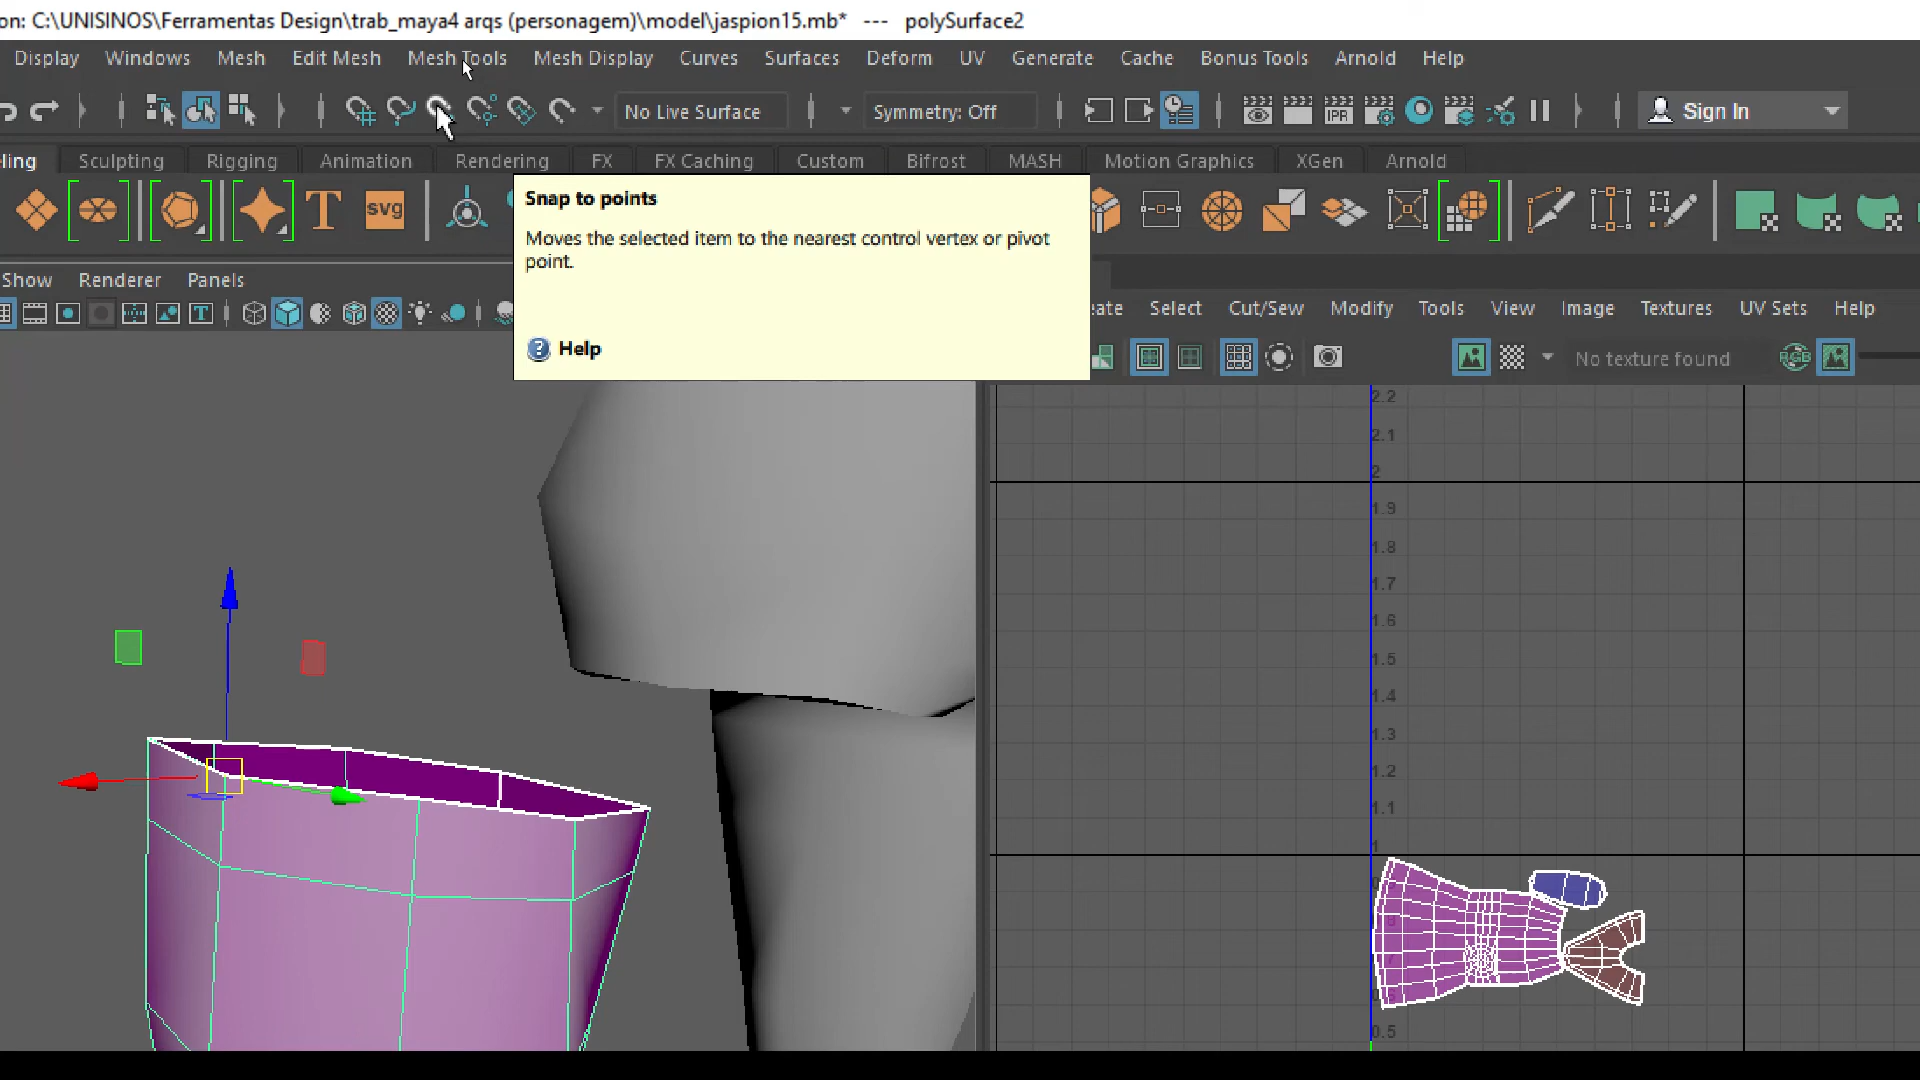 on: C:\UNISINOS\Ferramentas Design\trab_maya4 arqs (personagem)\model\jaspion15.mb* --- polySurface2
Display Windows Mesh Edit Mesh Mesh Tools Mesh Display Curves Surfaces Deform UV Generate Cache Bonus Tools Arnold Help
No Live Surface Symmetry: Off IPR Sign In
ling Sculpting Rigging Animation Rendering FX FX Caching Custom Bifrost MASH Motion Graphics XGen Arnold
T svg
Snap to points
Moves the selected item to the nearest control vertex or pivot
point.
Help
Show Renderer Panels
T
eate Select Cut/Sew Modify Tools View Image Textures UV Sets Help
No texture found RGB
2.2
2.1
2
1.9
1.8
1.7
1.6
1.5
1.4
1.3
1.2
1.1
1
0.5